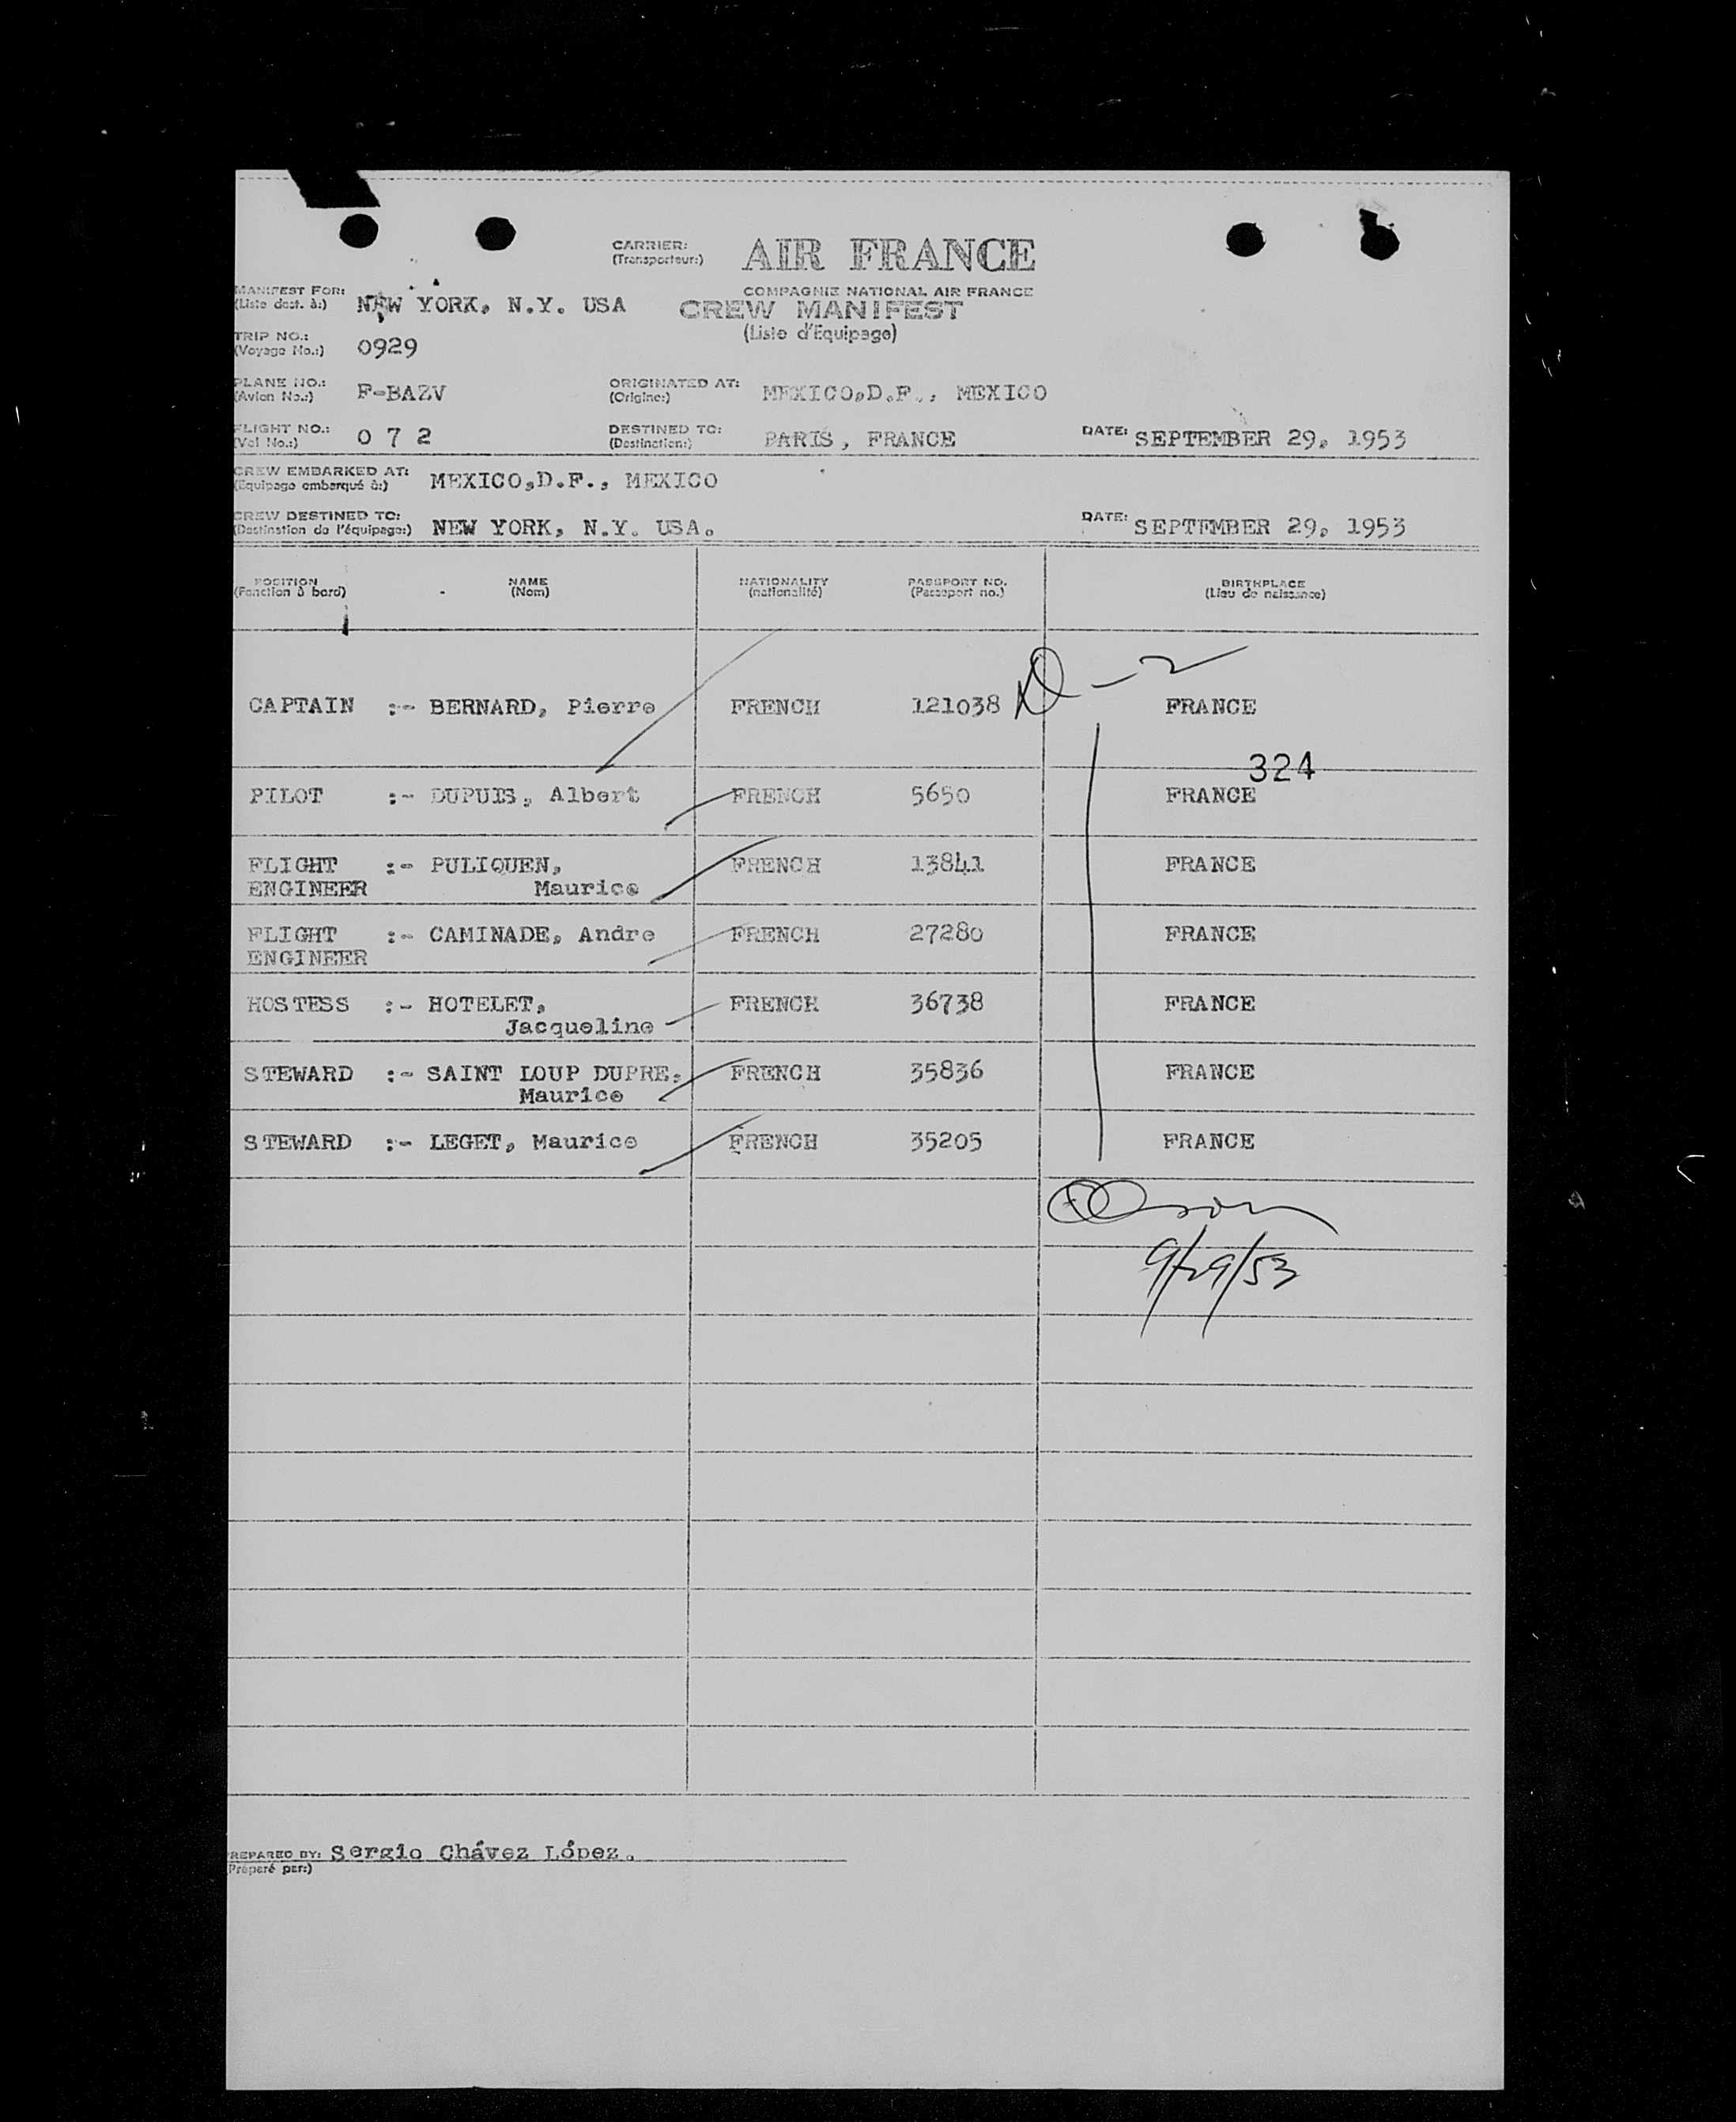 CARRIER: AIR FRANCE
(Transporteur:)
MANIFEST FOR: NEW YORK, N.Y. USA
(Liste dest. à:)
COMPAGNIE NATIONAL AIR FRANCE
CREW MANIFEST
(Liste d'Equipage)
TRIP NO.: 0929
(Voyage No.:)
PLANE NO.: F-BAZV ORIGINATED AT: MEXICO,D.F., MEXICO
(Avion No.:) (Origine:)
FLIGHT NO.: 0 7 2 DESTINED TO: PARIS, FRANCE DATE: SEPTEMBER 29, 1953
(Vol No.:) (Destination:)
CREW EMBARKED AT: MEXICO,D.F., MEXICO
(Equipage embarqué à:)
CREW DESTINED TO: NEW YORK, N.Y. USA. DATE: SEPTEMBER 29, 1953
(Destination de l'équipage:)
POSITION NAME NATIONALITY PASSPORT NO. BIRTHPLACE
(Fonction à bord) (Nom) (nationalité) (Passeport no.) (Lieu de naissance)
CAPTAIN :- BERNARD, Pierre FRENCH 121038 FRANCE
324
PILOT :- DUPUIS, Albert FRENCH 5650 FRANCE
FLIGHT :- PULIQUEN, FRENCH 13841 FRANCE
ENGINEER Maurice
FLIGHT :- CAMINADE, Andre FRENCH 27280 FRANCE
ENGINEER
HOSTESS :- HOTELET, FRENCH 36738 FRANCE
Jacqueline
STEWARD :- SAINT LOUP DUPRE, FRENCH 35836 FRANCE
Maurice
STEWARD :- LEGET, Maurice FRENCH 35205 FRANCE
9/29/53
PREPARED BY: Sergio Chávez López.
(Préparé par:)